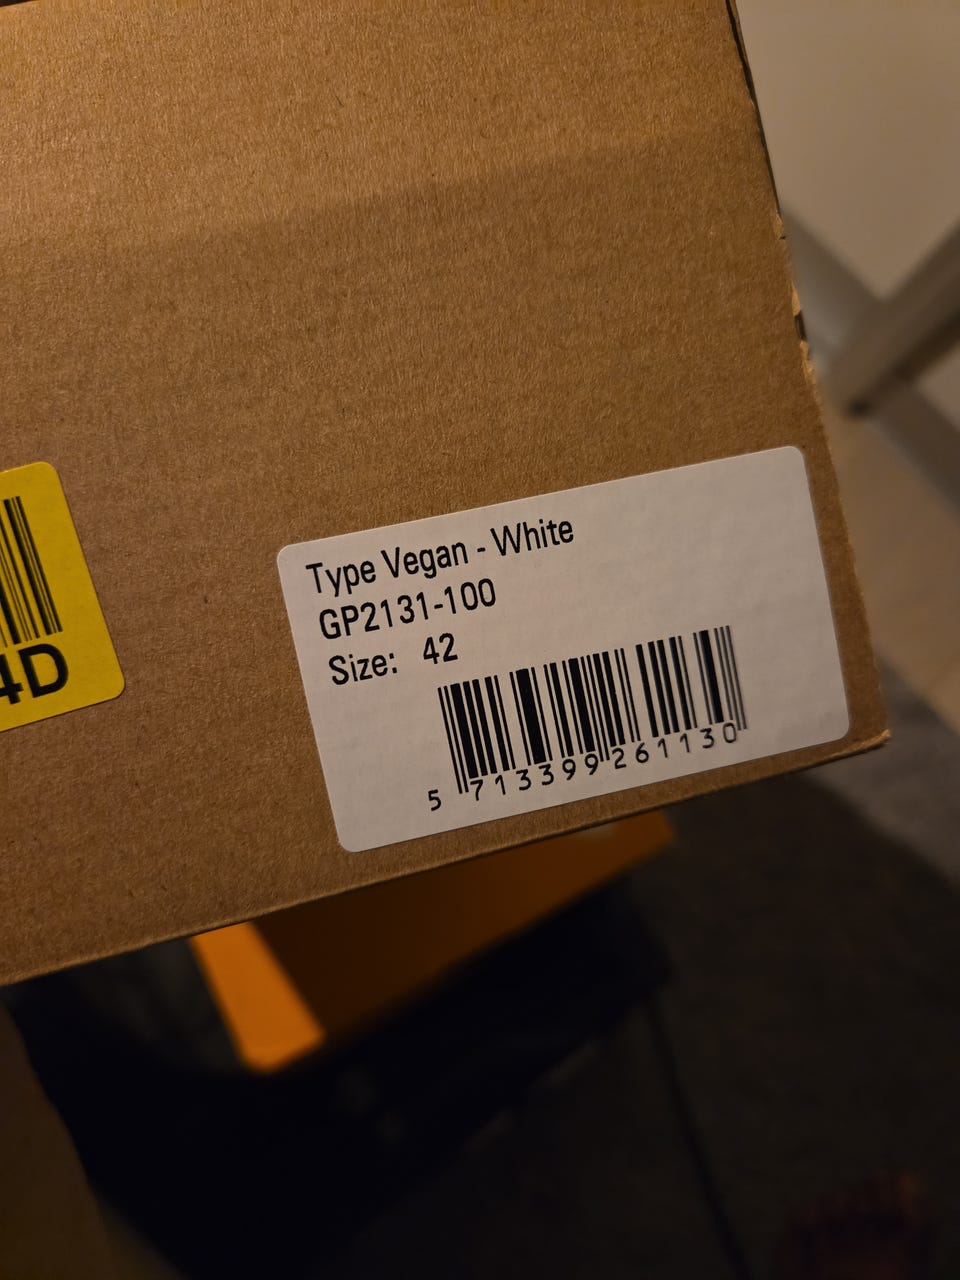 Type Vegan - White
GP2131-100
Size: 42
5 713399 261130
4D